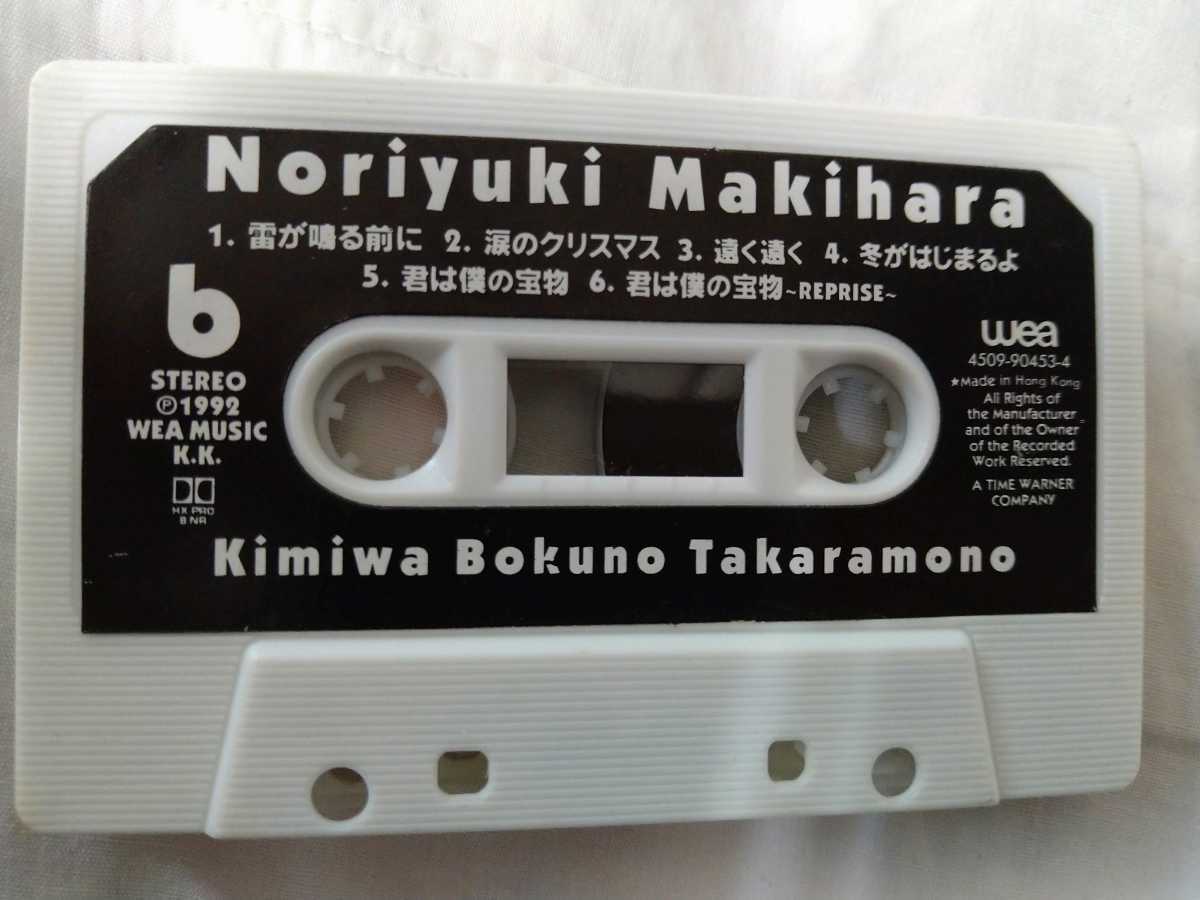 Noriyuki Makihara
1. 雷が鳴る前に 2. 涙のクリスマス 3. 遠く遠く 4. 冬がはじまるよ
5. 君は僕の宝物 6. 君は僕の宝物~REPRISE~
b
STEREO
Ⓟ1992
WEA MUSIC
K.K.
HX PRO
B NR
wea
4509-90453-4
★Made in Hong Kong
All Rights of
the Manufacturer
and of the Owner
of the Recorded
Work Reserved.
A TIME WARNER
COMPANY
Kimiwa Bokuno Takaramono